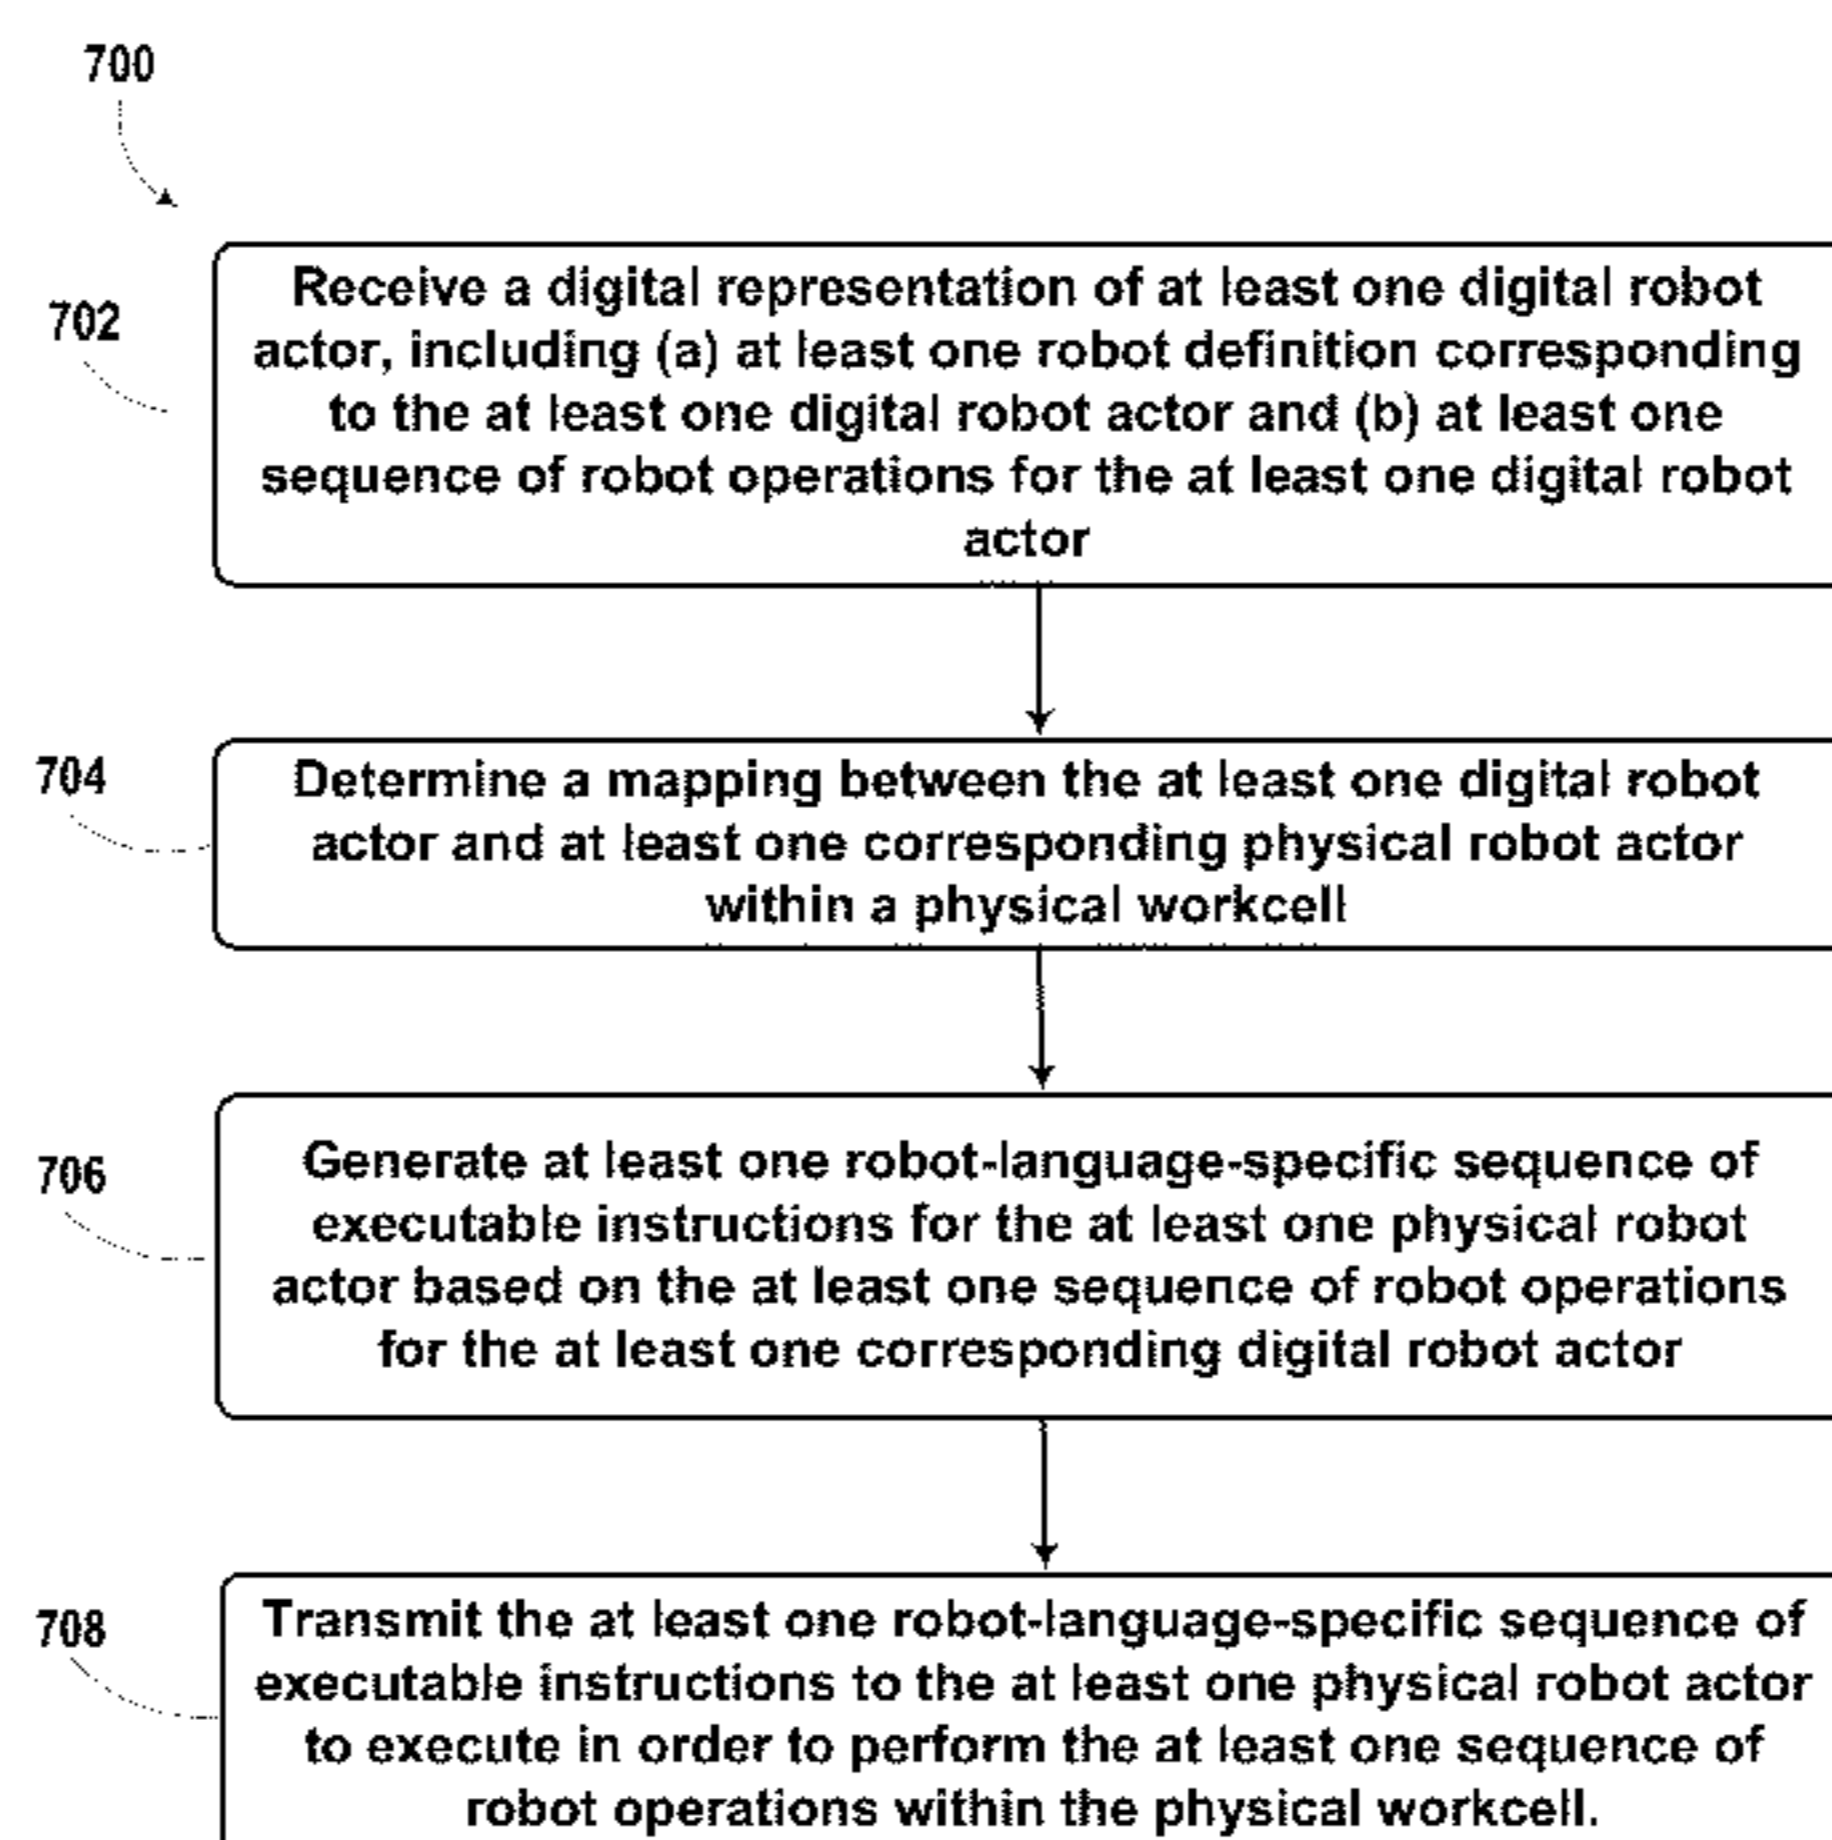 700
702
Receive a digital representation of at least one digital robot
actor, including (a) at least one robot definition corresponding
to the at least one digital robot actor and (b) at least one
sequence of robot operations for the at least one digital robot
actor
704
Determine a mapping between the at least one digital robot
actor and at least one corresponding physical robot actor
within a physical workcell
706
Generate at least one robot-language-specific sequence of
executable instructions for the at least one physical robot
actor based on the at least one sequence of robot operations
for the at least one corresponding digital robot actor
708
Transmit the at least one robot-language-specific sequence of
executable instructions to the at least one physical robot actor
to execute in order to perform the at least one sequence of
robot operations within the physical workcell.